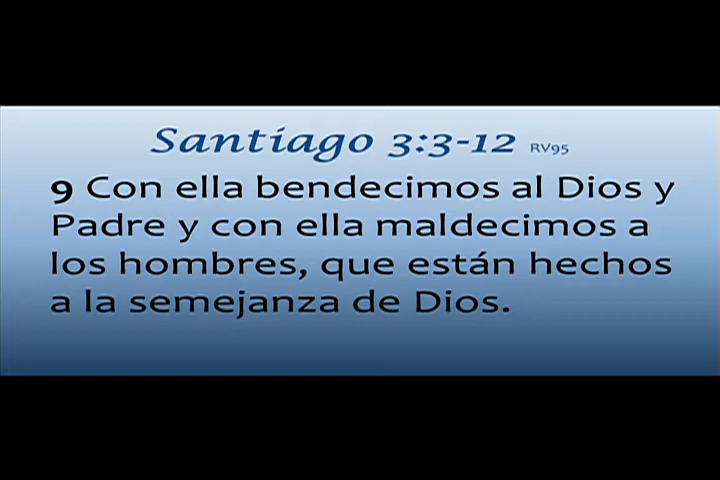 Santiago 3:3-12 RV95
9 Con ella bendecimos al Dios y
Padre y con ella maldecimos a
los hombres, que están hechos
a la semejanza de Dios.